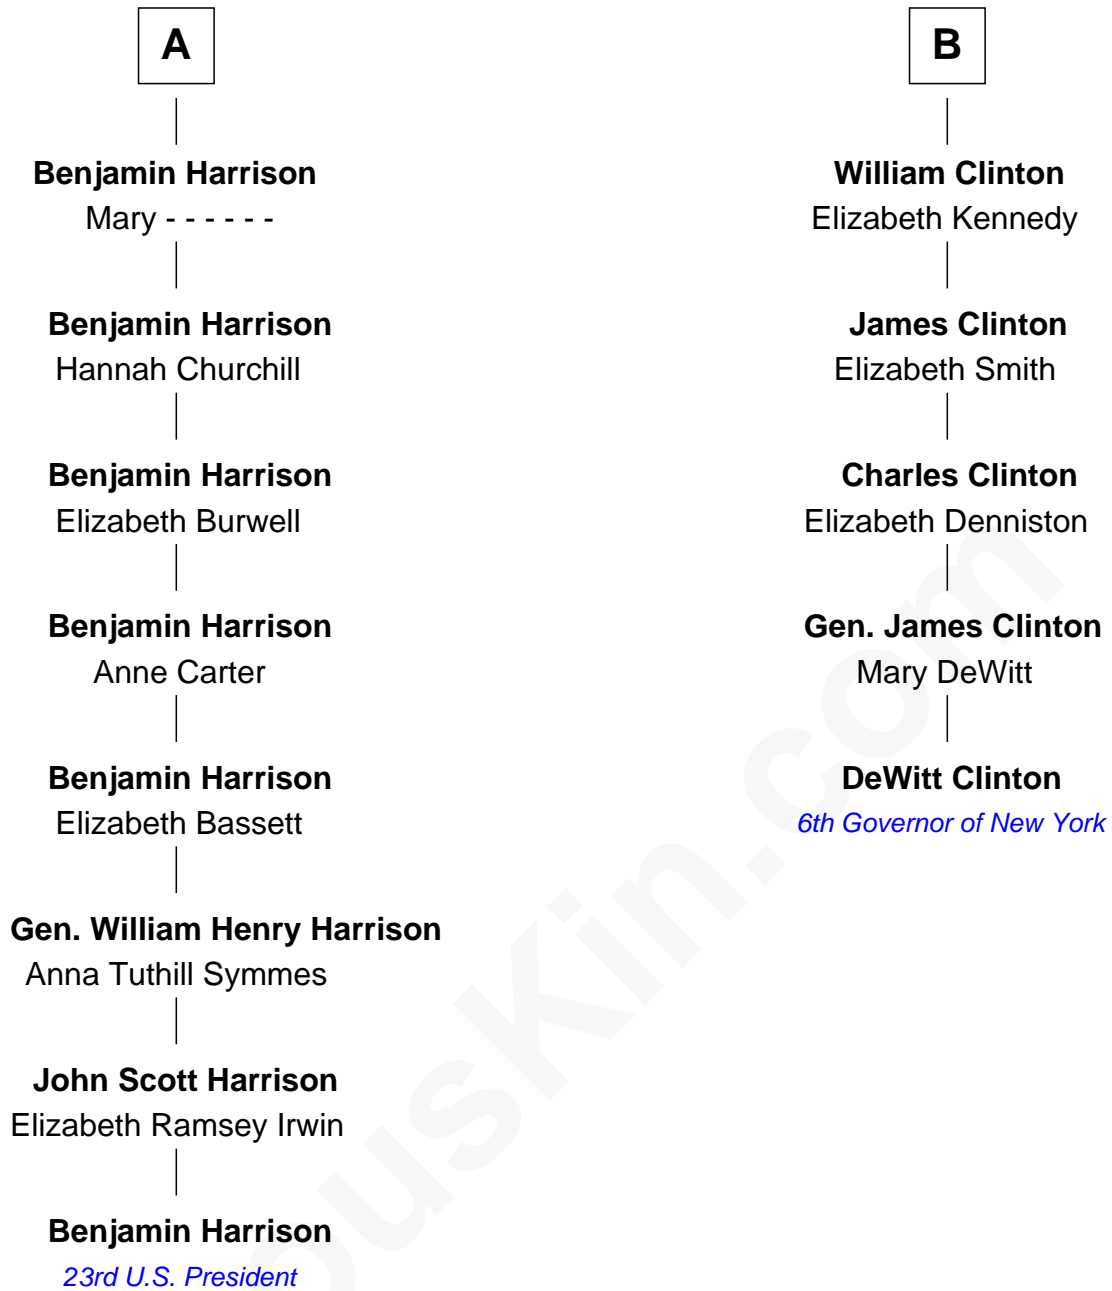 A
Benjamin Harrison
Mary - - - - - -
Benjamin Harrison
Hannah Churchill
Benjamin Harrison
Elizabeth Burwell
Benjamin Harrison
Anne Carter
Benjamin Harrison
Elizabeth Bassett
Gen. William Henry Harrison
Anna Tuthill Symmes
John Scott Harrison
Elizabeth Ramsey Irwin
Benjamin Harrison
23rd U.S. President
B
William Clinton
Elizabeth Kennedy
James Clinton
Elizabeth Smith
Charles Clinton
Elizabeth Denniston
Gen. James Clinton
Mary DeWitt
DeWitt Clinton
6th Governor of New York
ousKin.com